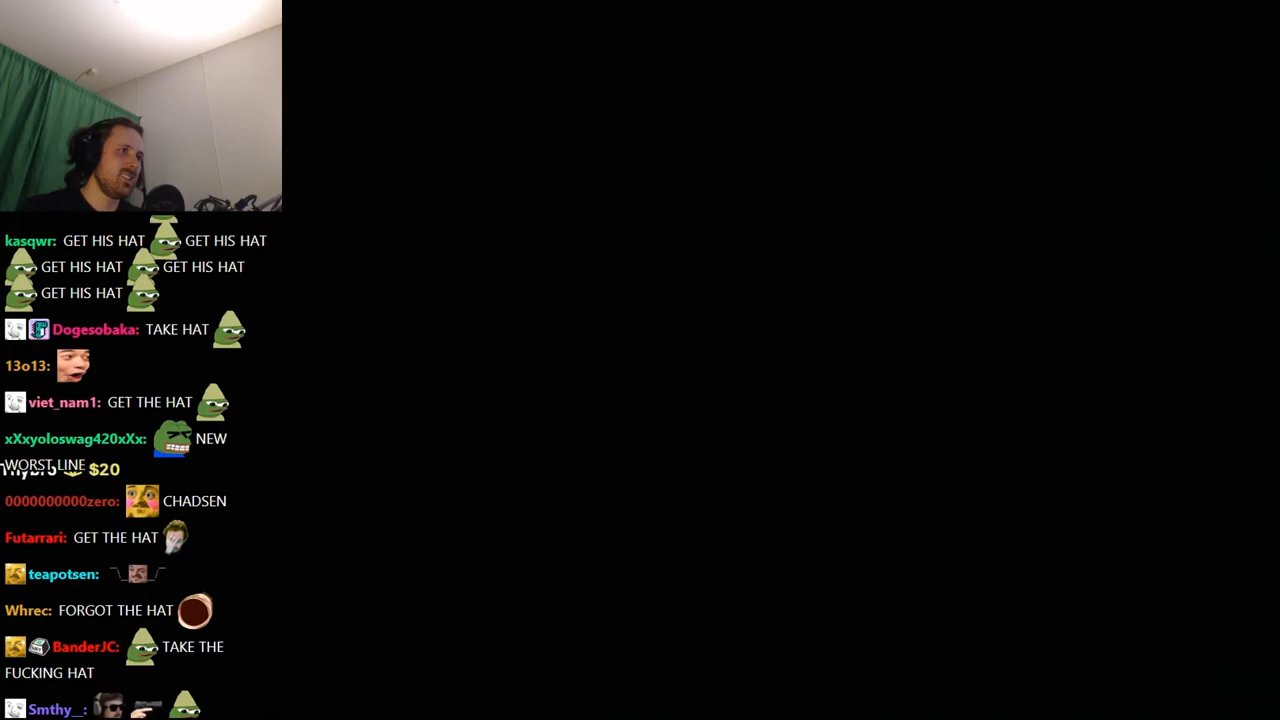 kasqwr: GET HIS HAT GET HIS HAT
GET HIS HAT GET HIS HAT
GET HIS HAT
Dogesobaka: TAKE HAT
13o13:
viet_nam1: GET THE HAT
xXxyoloswag420xXx: NEW
WORST LINE
$20
0000000000zero: CHADSEN
Futarrari: GET THE HAT
teapotsen:
Whrec: FORGOT THE HAT
BanderJC: TAKE THE
FUCKING HAT
Smthy__: